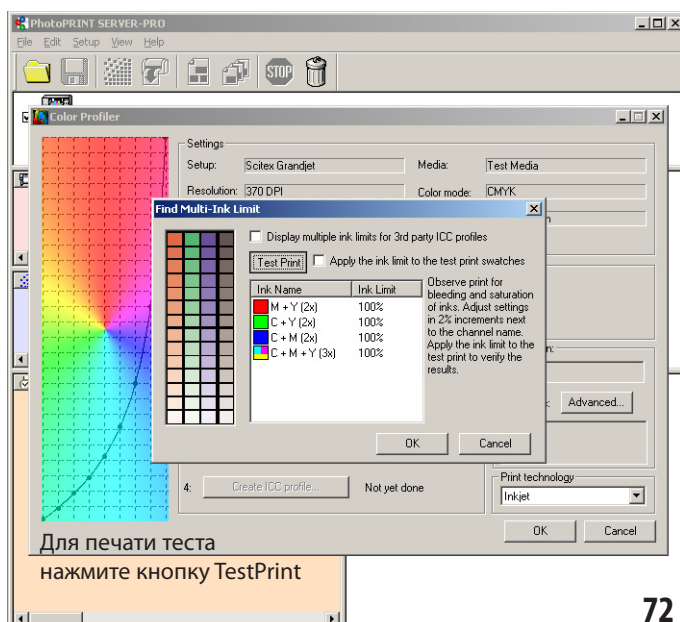 PhotoPRINT SERVER-PRO
File Edit Setup View Help
STOP
Color Profiler
Settings
Setup: Scitex Grandjet Media: Test Media
Resolution: 370 DPI Color mode: CMYK
Find Multi-Ink Limit
Display multiple ink limits for 3rd party ICC profiles
Test Print Apply the ink limit to the test print swatches
Ink Name Ink Limit
M + Y (2x) 100%
C + Y (2x) 100%
C + M (2x) 100%
C + M + Y (3x) 100%
Observe print for
bleeding and saturation
of inks. Adjust settings
in 2% increments next
to the channel name.
Apply the ink limit to the
test print to verify the
results.
OK Cancel
Advanced...
4: Create ICC profile... Not yet done
Print technology
Inkjet
OK Cancel
Для печати теста
нажмите кнопку TestPrint
72